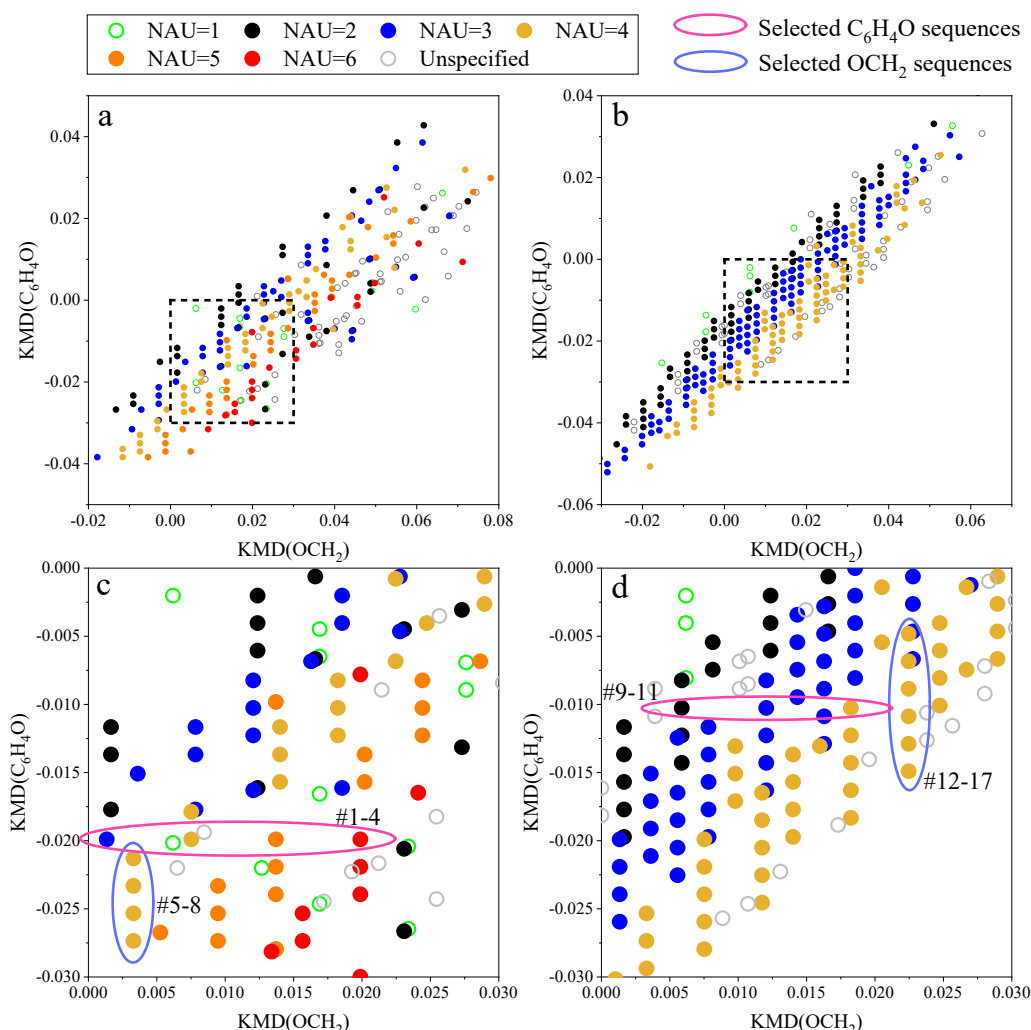 NAU=1 NAU=2 NAU=3 NAU=4
NAU=5 NAU=6 Unspecified
Selected C₆H₄O sequences
Selected OCH₂ sequences
a
0.04
0.02
0.00
-0.02
-0.04
KMD(C₆H₄O)
-0.02 0.00 0.02 0.04 0.06 0.08
KMD(OCH₂)
b
0.04
0.02
0.00
-0.02
-0.04
-0.06
KMD(C₆H₄O)
-0.02 0.00 0.02 0.04 0.06
KMD(OCH₂)
c
0.000
-0.005
-0.010
-0.015
-0.020
-0.025
-0.030
KMD(C₆H₄O)
#1-4
#5-8
0.000 0.005 0.010 0.015 0.020 0.025 0.030
KMD(OCH₂)
d
0.000
-0.005
-0.010
-0.015
-0.020
-0.025
-0.030
KMD(C₆H₄O)
#9-11
#12-17
0.000 0.005 0.010 0.015 0.020 0.025 0.030
KMD(OCH₂)